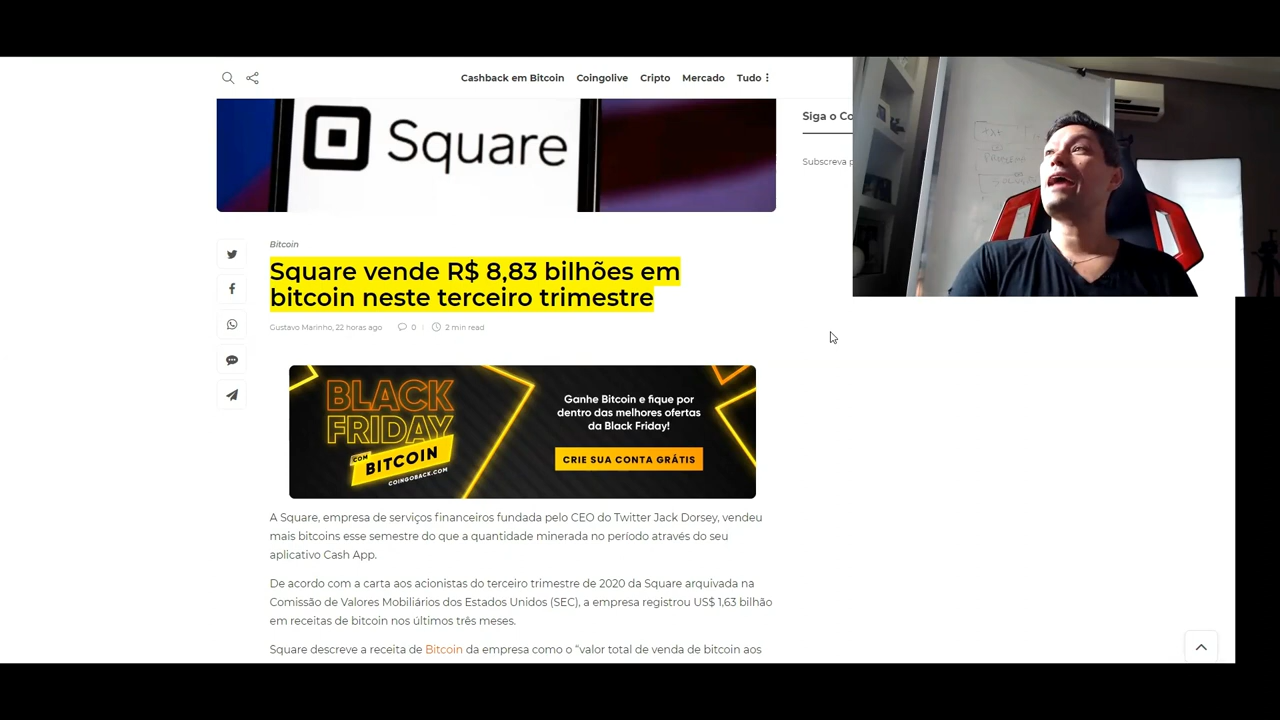 Cashback em Bitcoin Coingolive Cripto Mercado Tudo
Square
Siga o Co
Subscreva p
Bitcoin
Square vende R$ 8,83 bilhões em
bitcoin neste terceiro trimestre
Gustavo Marinho, 22 horas ago 0 2 min read
BLACK
FRIDAY
COM
BITCOIN
COINGOBACK.COM
Ganhe Bitcoin e fique por
dentro das melhores ofertas
da Black Friday!
CRIE SUA CONTA GRÁTIS
A Square, empresa de serviços financeiros fundada pelo CEO do Twitter Jack Dorsey, vendeu
mais bitcoins esse semestre do que a quantidade minerada no período através do seu
aplicativo Cash App.
De acordo com a carta aos acionistas do terceiro trimestre de 2020 da Square arquivada na
Comissão de Valores Mobiliários dos Estados Unidos (SEC), a empresa registrou US$ 1,63 bilhão
em receitas de bitcoin nos últimos três meses.
Square descreve a receita de Bitcoin da empresa como o “valor total de venda de bitcoin aos